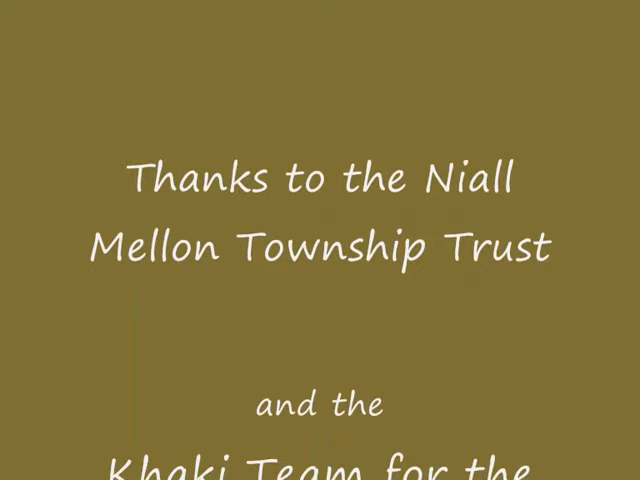 Thanks to the Niall
Mellon Township Trust
and the
Khaki Team for the